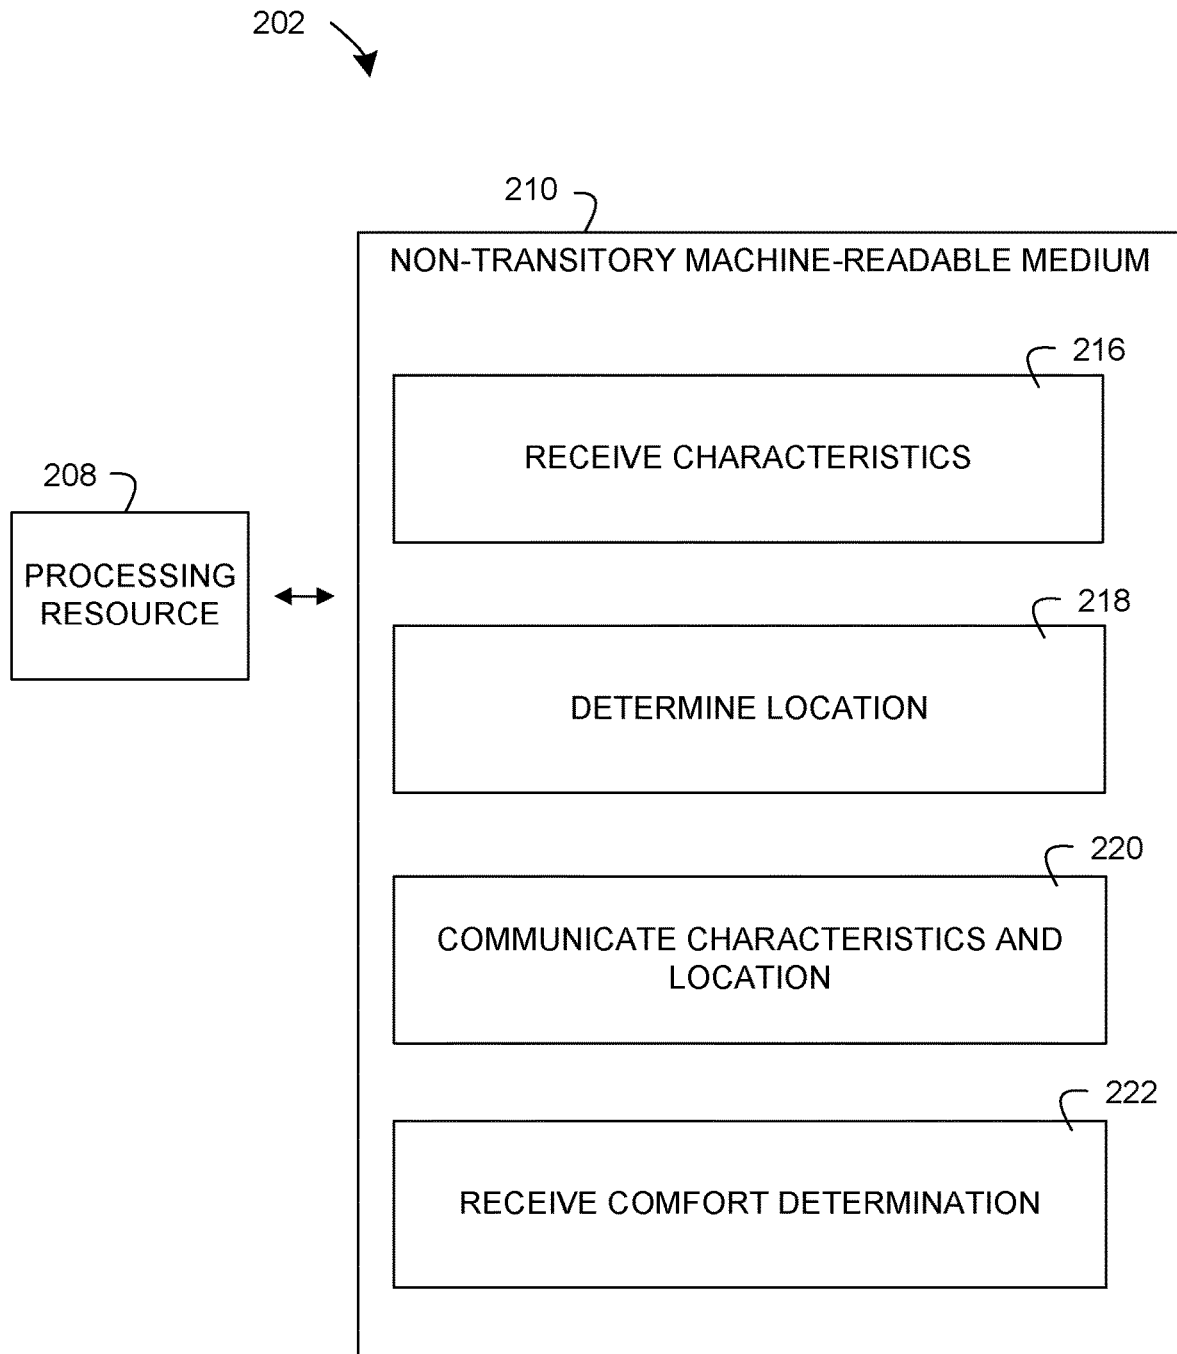 202
210
NON-TRANSITORY MACHINE-READABLE MEDIUM
216
RECEIVE CHARACTERISTICS
208
PROCESSING
RESOURCE
218
DETERMINE LOCATION
220
COMMUNICATE CHARACTERISTICS AND
LOCATION
222
RECEIVE COMFORT DETERMINATION